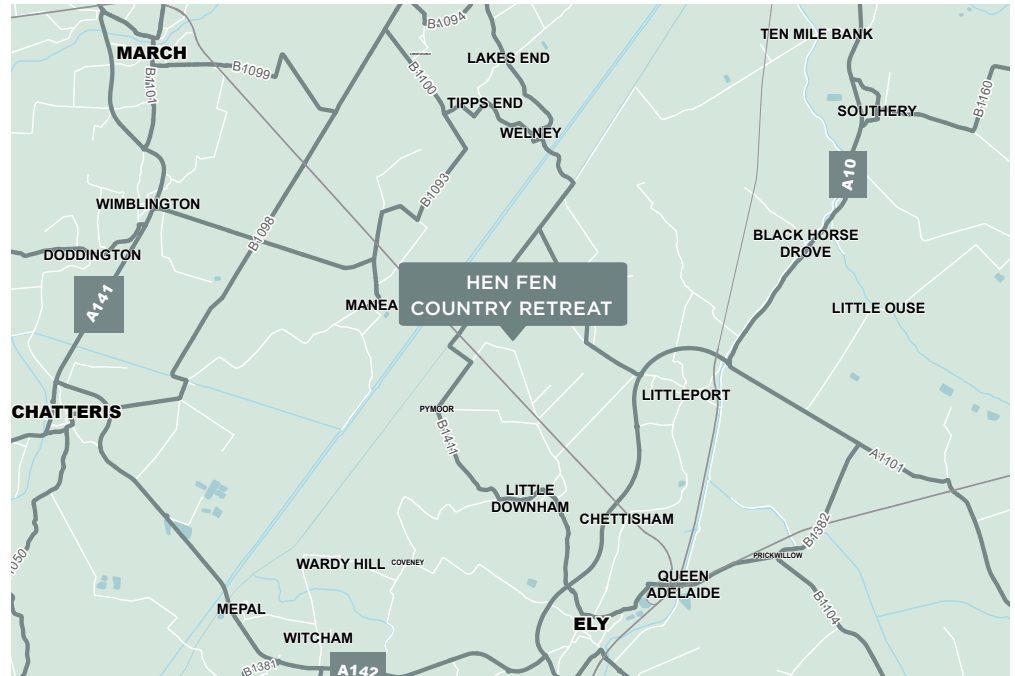 B1094
TEN MILE BANK
MARCH
LAKES END
B1099
B1101
B1100
TIPPS END
B1160
SOUTHERY
WELNEY
A10
B1093
WIMBLINGTON
B1098
BLACK HORSE
DROVE
DODDINGTON
HEN FEN
COUNTRY RETREAT
A141
MANEA
LITTLE OUSE
LITTLEPORT
CHATTERIS
PYMOOR
B1411
A1101
LITTLE
DOWNHAM
CHETTISHAM
B1382
PRICKWILLOW
WARDY HILL
COVENEY
QUEEN
ADELAIDE
B1104
MEPAL
ELY
WITCHAM
B1381
A142